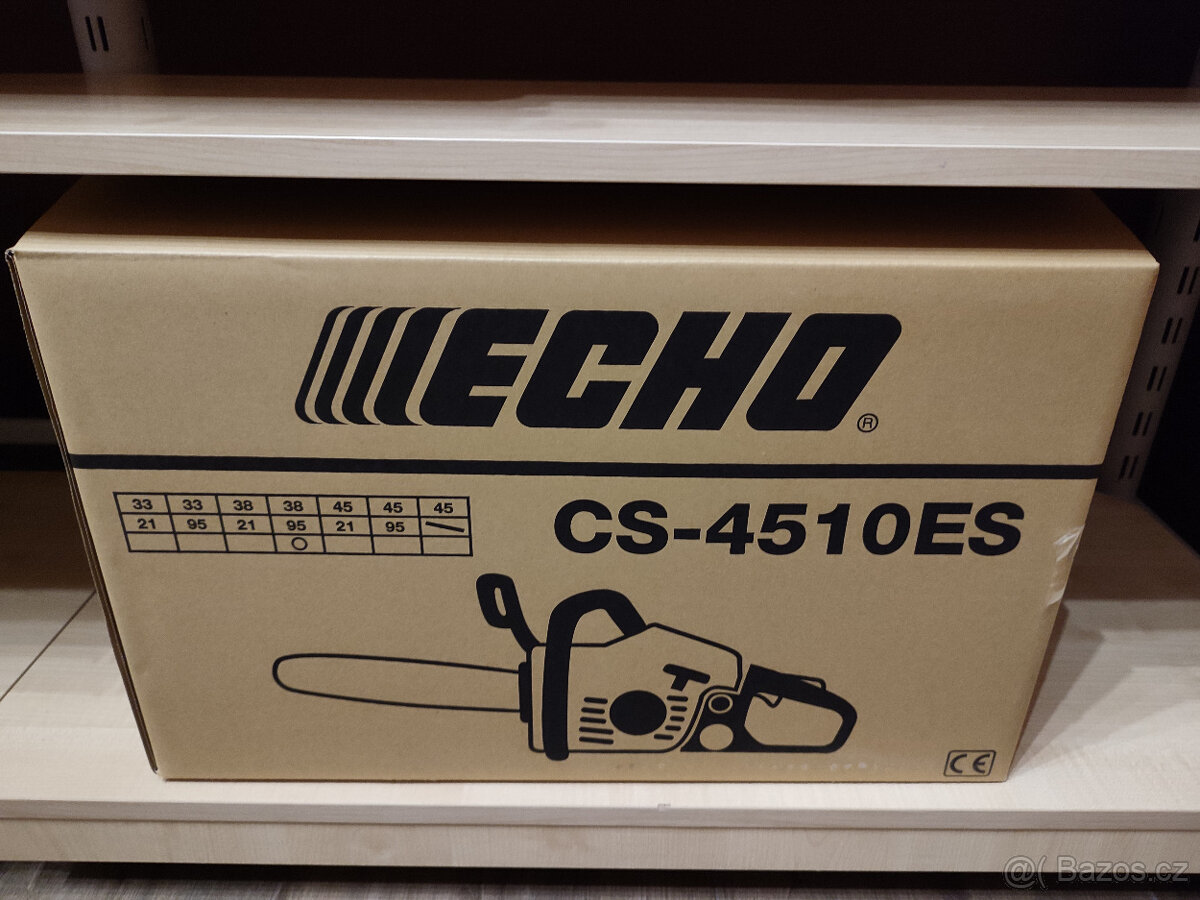 ECHO®
33 33 38 38 45 45 45
21 95 21 95 21 95
CS-4510ES
CE
@( Bazos.cz